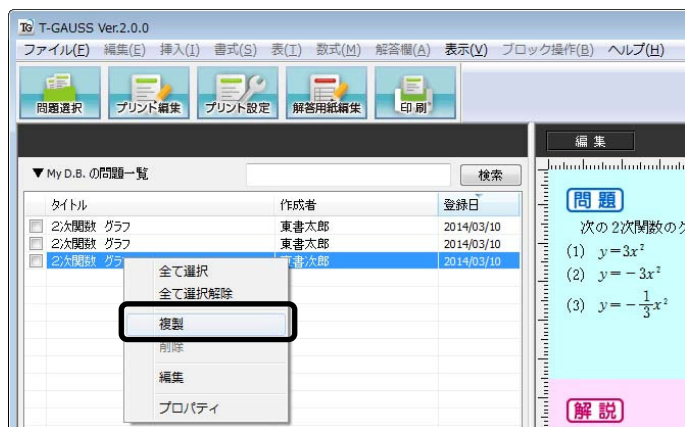 T-GAUSS Ver.2.0.0
ファイル(F) 編集(E) 挿入(I) 書式(S) 表(T) 数式(M) 解答欄(A) 表示(V) ブロック操作(B) ヘルプ(H)
問題選択 プリント編集 プリント設定 解答用紙編集 印刷
編集
▼My D.B. の問題一覧 検索
タイトル 作成者 登録日
2次関数 グラフ 東書太郎 2014/03/10
2次関数 グラフ 東書太郎 2014/03/10
2次関数 グラフ 東書次郎 2014/03/10
全て選択
全て選択解除
複製
削除
編集
プロパティ
問題
次の2次関数の
(1) y=3x²
(2) y=−3x²
(3) y=−1/3x²
解説